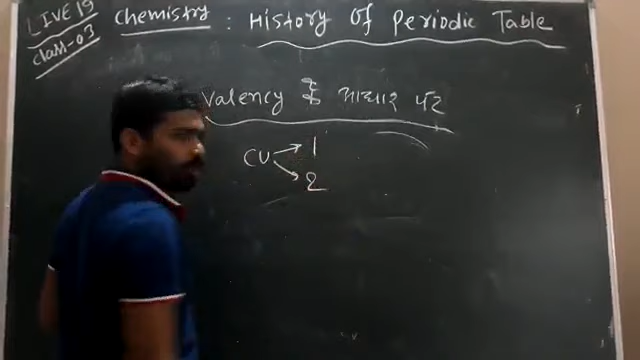 LIVE 19
class-03
Chemistry : History Of Periodic Table
Valency के आधार पर
CU 1
2